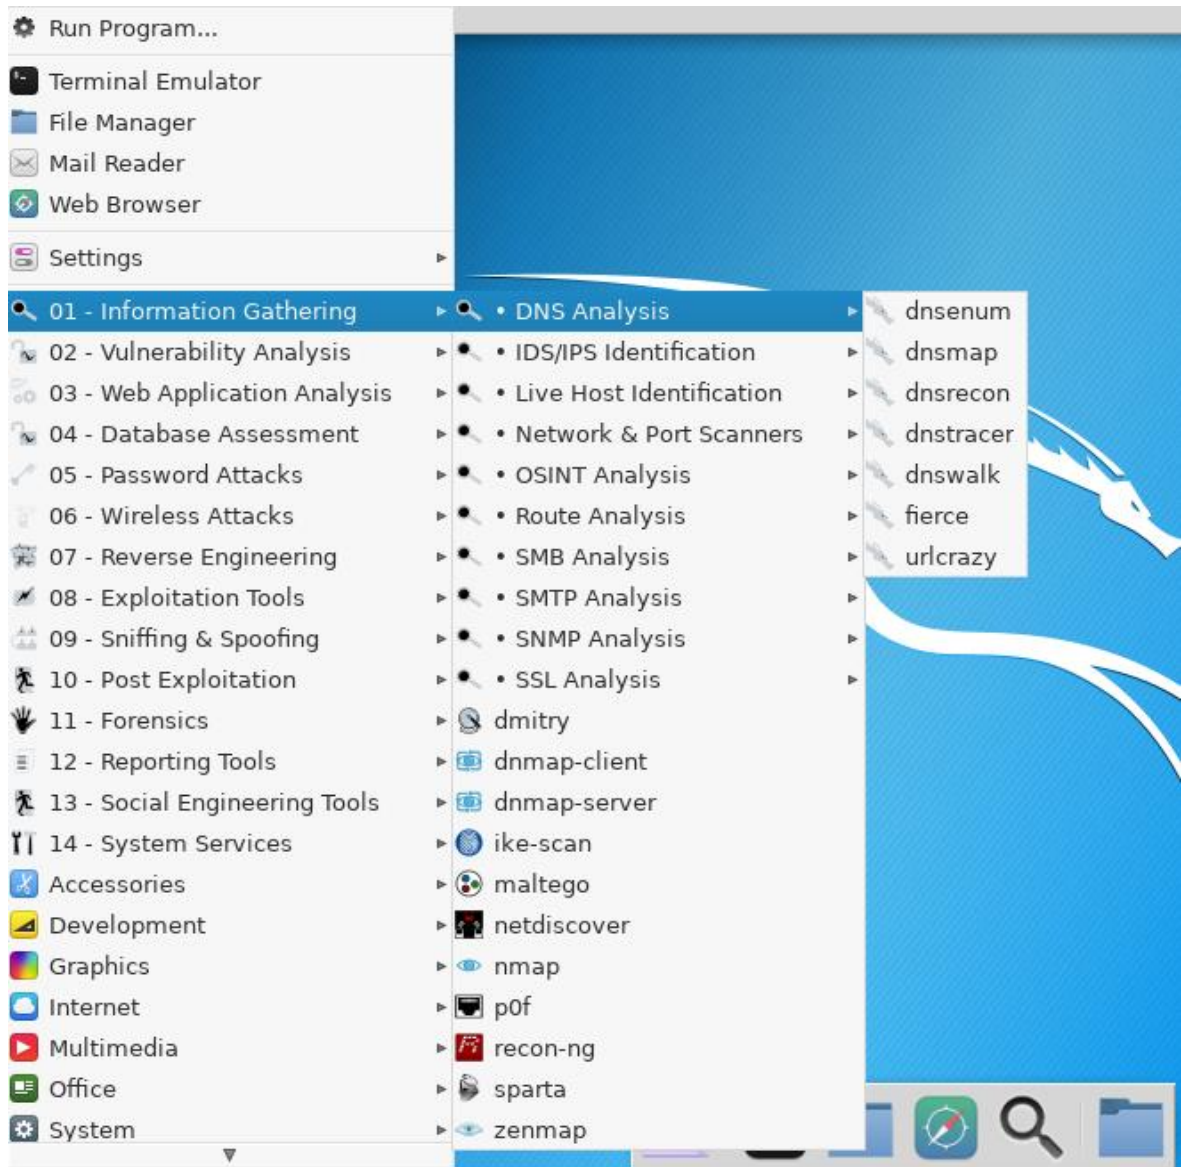 Run Program...
Terminal Emulator
File Manager
Mail Reader
Web Browser
Settings
01 - Information Gathering
02 - Vulnerability Analysis
03 - Web Application Analysis
04 - Database Assessment
05 - Password Attacks
06 - Wireless Attacks
07 - Reverse Engineering
08 - Exploitation Tools
09 - Sniffing & Spoofing
10 - Post Exploitation
11 - Forensics
12 - Reporting Tools
13 - Social Engineering Tools
14 - System Services
Accessories
Development
Graphics
Internet
Multimedia
Office
System
• DNS Analysis
• IDS/IPS Identification
• Live Host Identification
• Network & Port Scanners
• OSINT Analysis
• Route Analysis
• SMB Analysis
• SMTP Analysis
• SNMP Analysis
• SSL Analysis
dmitry
dnmap-client
dnmap-server
ike-scan
maltego
netdiscover
nmap
p0f
recon-ng
sparta
zenmap
dnsenum
dnsmap
dnsrecon
dnstracer
dnswalk
fierce
urlcrazy